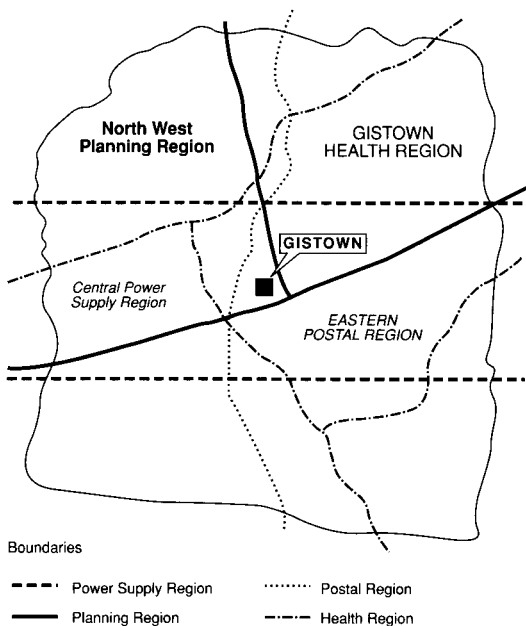 North West
Planning Region
GISTOWN
HEALTH REGION
GISTOWN
Central Power
Supply Region
EASTERN
POSTAL REGION
Boundaries
Power Supply Region
Postal Region
Planning Region
Health Region